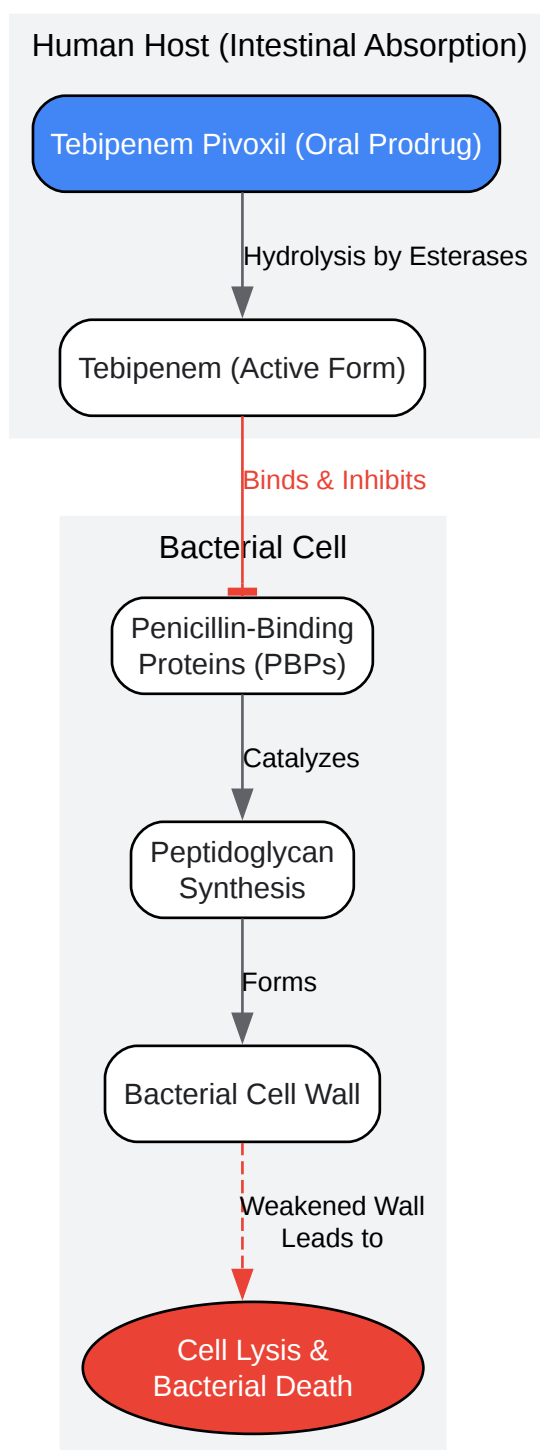 Human Host (Intestinal Absorption)
Tebipenem Pivoxil (Oral Prodrug)
Hydrolysis by Esterases
Tebipenem (Active Form)
Binds & Inhibits
Bacterial Cell
Penicillin-Binding
Proteins (PBPs)
Catalyzes
Peptidoglycan
Synthesis
Forms
Bacterial Cell Wall
Weakened Wall
Leads to
Cell Lysis &
Bacterial Death